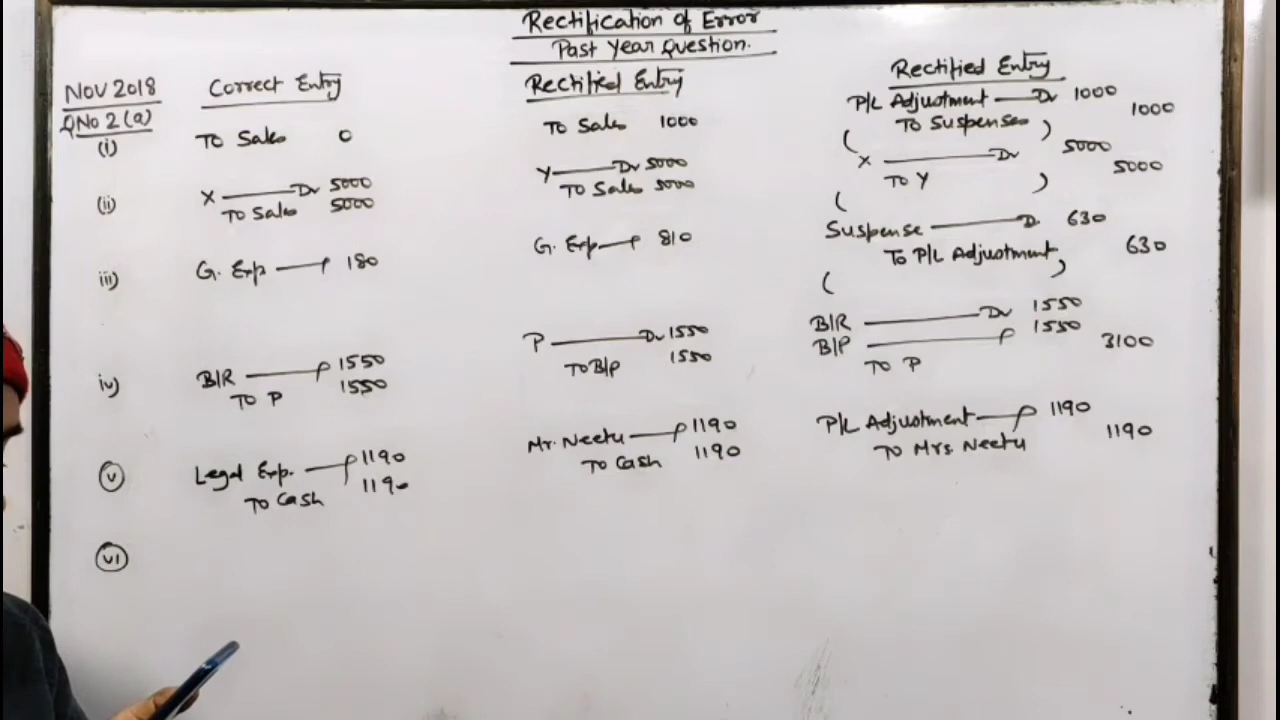 Rectification of Error
Past Year Question.
Nov 2018
QNo 2(a)
Correct Entry
Rectified Entry
Rectified Entry
(i)
To Sales 0
To Sales 1000
P/L Adjustment Dr 1000
To Suspenses 1000
( )
(ii)
X Dr 5000
To Sales 5000
Y Dr 5000
To Sales 5000
X Dr 5000
To Y 5000
( )
iii)
G. Exp 180
G. Exp 810
Suspense D. 630
To P/L Adjustment 630
( )
iv)
B/R 1550
To P 1550
P Dr 1550
To B/P 1550
B/R Dr 1550
B/P 1550
To P 3100
(v)
Legal Exp. 1190
To Cash 1190
Mr. Neetu 1190
To Cash 1190
P/L Adjustment 1190
To Mrs Neetu 1190
(vi)